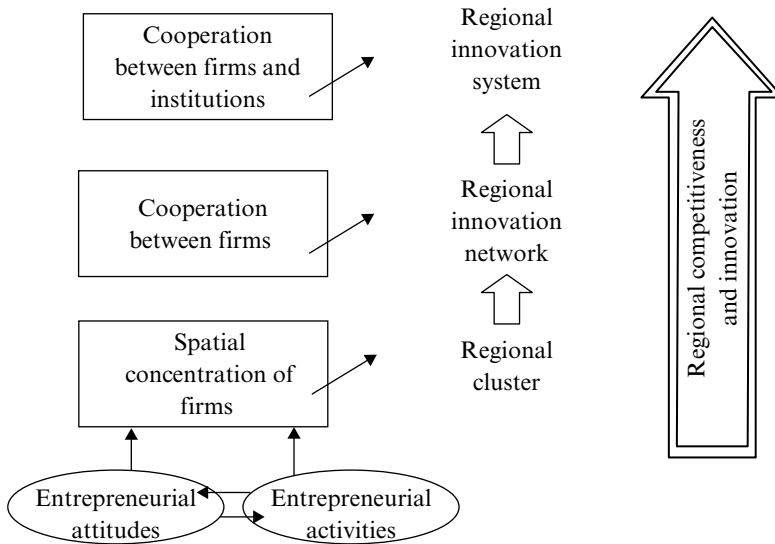 Cooperation
between firms and
institutions
Regional
innovation
system
Cooperation
between firms
Regional
innovation
network
Spatial
concentration of
firms
Regional
cluster
Entrepreneurial
attitudes
Entrepreneurial
activities
Regional competitiveness
and innovation